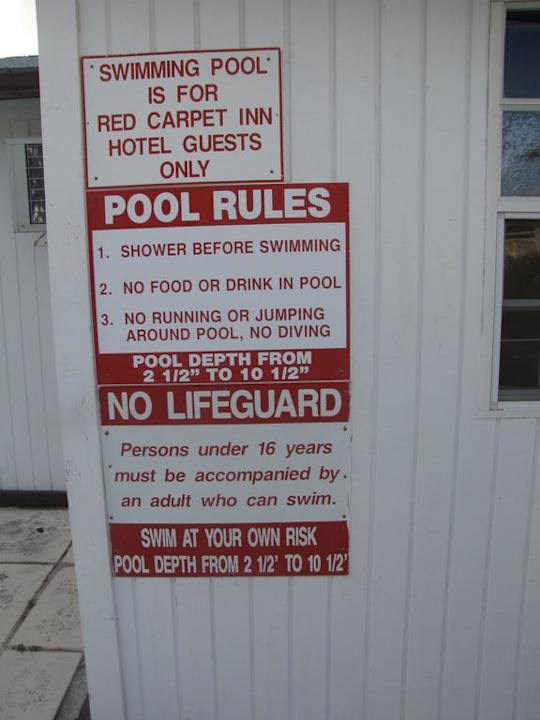 SWIMMING POOL
IS FOR
RED CARPET INN
HOTEL GUESTS
ONLY
POOL RULES
1. SHOWER BEFORE SWIMMING
2. NO FOOD OR DRINK IN POOL
3. NO RUNNING OR JUMPING
AROUND POOL, NO DIVING
POOL DEPTH FROM
2 1/2" TO 10 1/2"
NO LIFEGUARD
Persons under 16 years
must be accompanied by
an adult who can swim.
SWIM AT YOUR OWN RISK
POOL DEPTH FROM 2 1/2' TO 10 1/2'